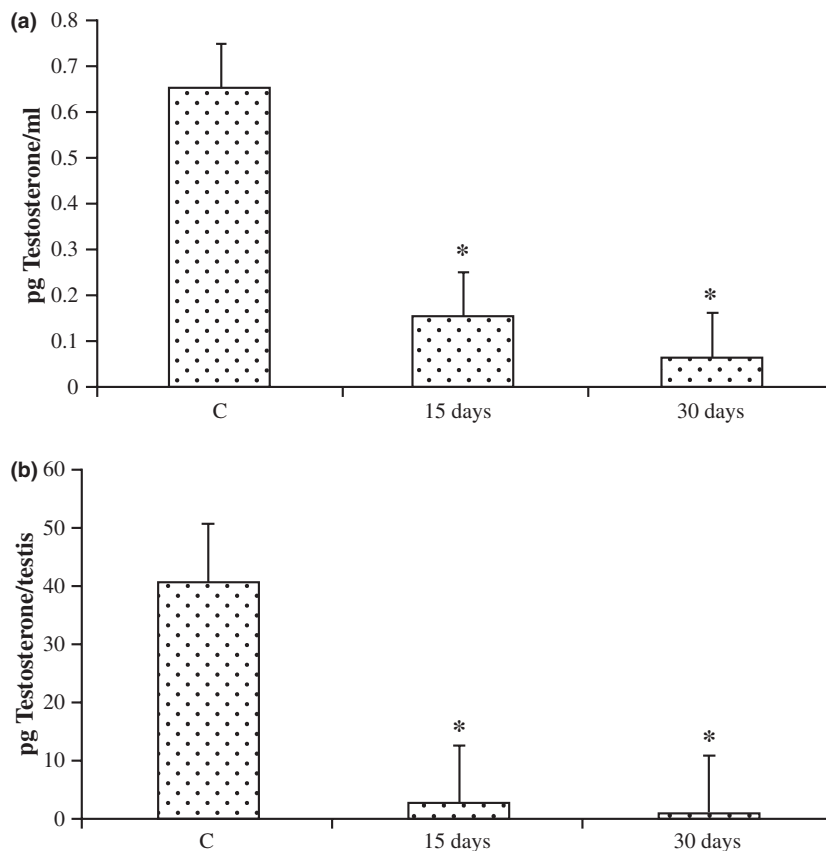 (a)
pg Testosterone/ml
0.8
0.7
0.6
0.5
0.4
0.3
0.2
0.1
0
*
*
C
15 days
30 days
(b)
pg Testosterone/testis
60
50
40
30
20
10
0
*
*
C
15 days
30 days